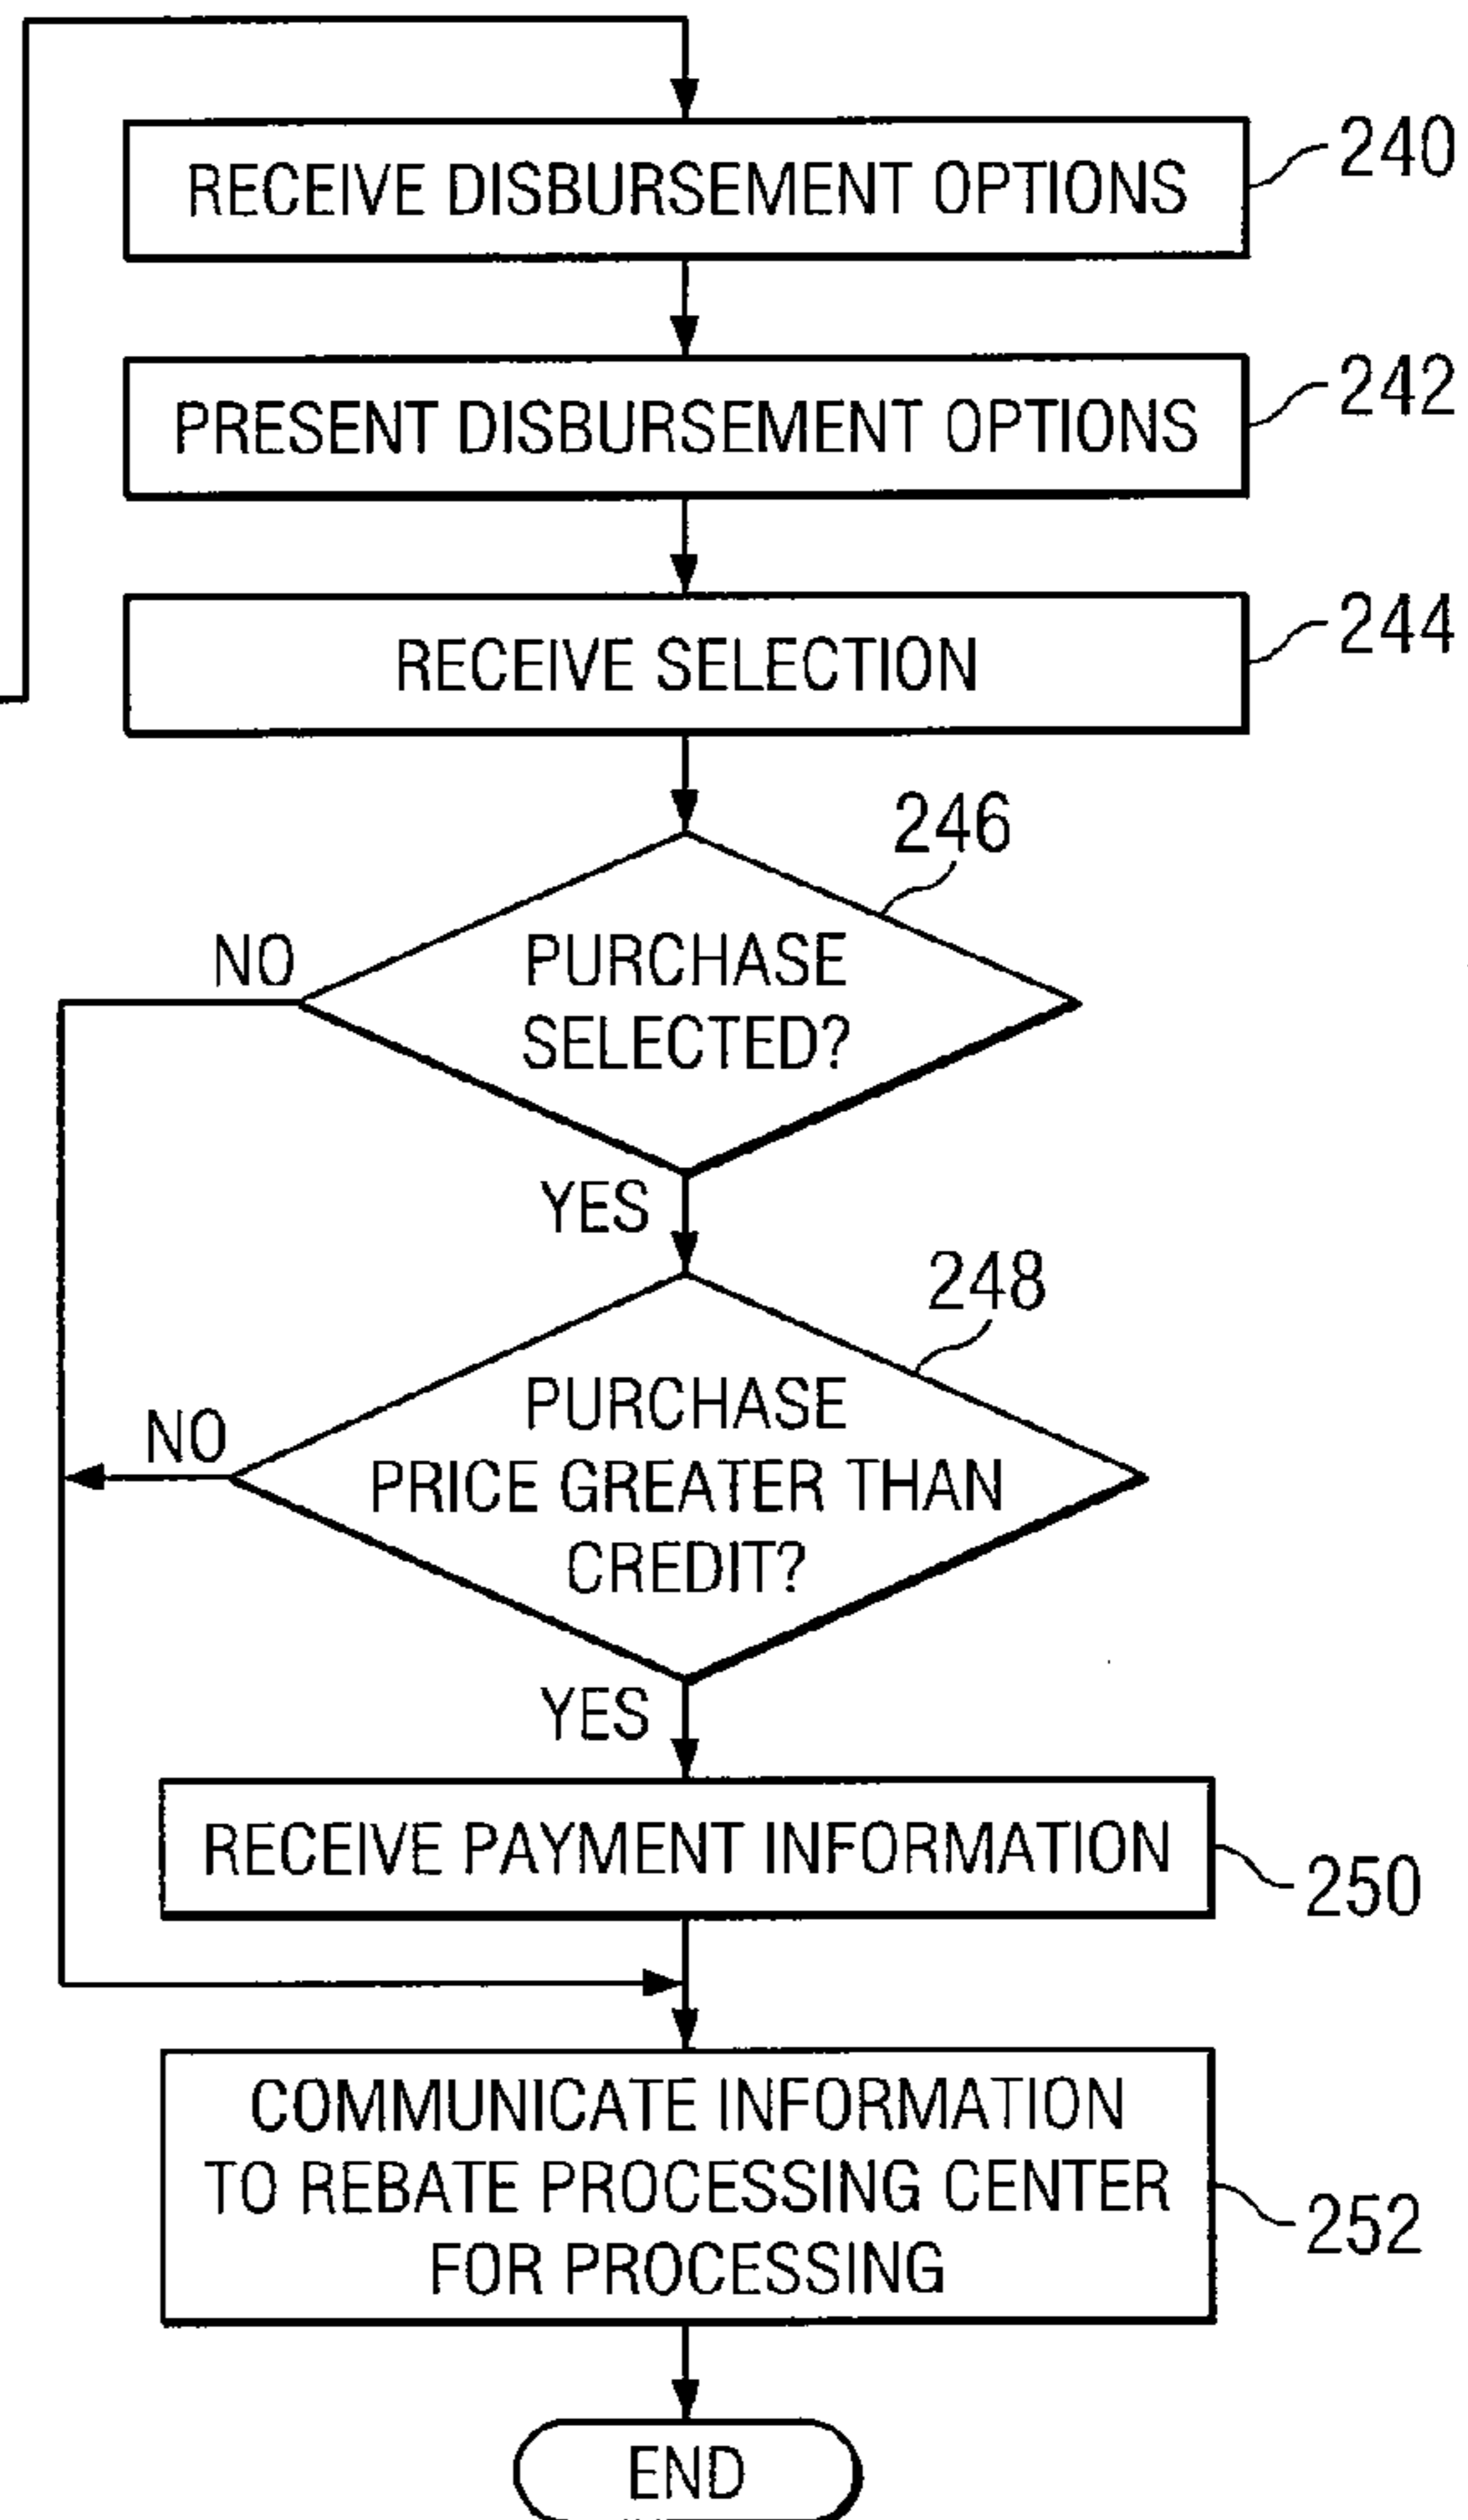 240
RECEIVE DISBURSEMENT OPTIONS
242
PRESENT DISBURSEMENT OPTIONS
244
RECEIVE SELECTION
246
NO
PURCHASE
SELECTED?
YES
248
NO
PURCHASE
PRICE GREATER THAN
CREDIT?
YES
RECEIVE PAYMENT INFORMATION
250
COMMUNICATE INFORMATION
TO REBATE PROCESSING CENTER
FOR PROCESSING
252
END